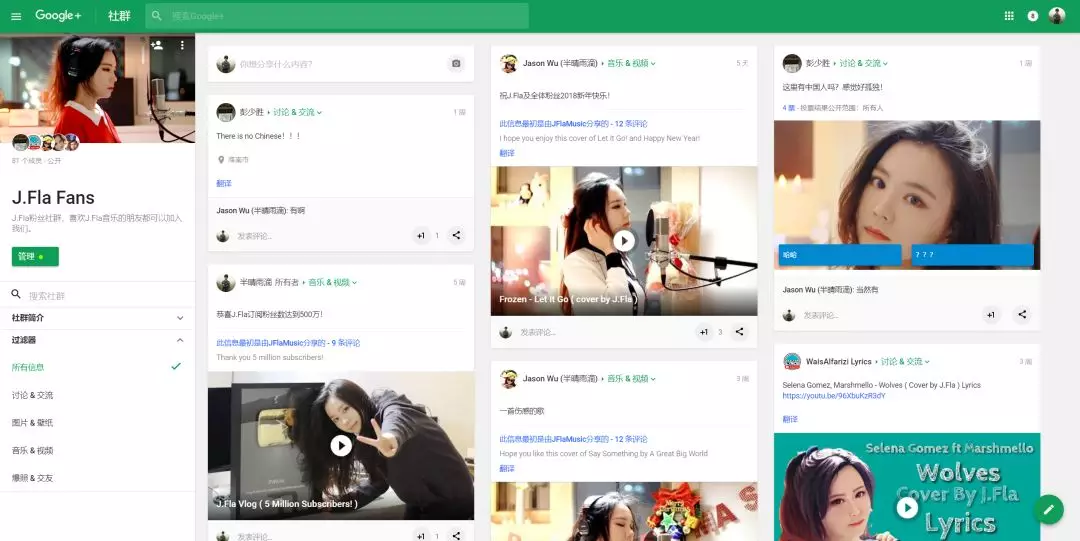 Google+
社群
搜索Google+
8
81 个成员 · 公开
J.Fla Fans
J.Fla粉丝社群，喜欢J.Fla音乐的朋友都可以加入
我们。
管理
搜索社群
社群简介
过滤器
所有信息
讨论 & 交流
图片 & 壁纸
音乐 & 视频
爆照 & 交友
你想分享什么内容?
彭少胜 讨论 & 交流 1 周
There is no Chinese！！！
翻译
Jason Wu (半晴雨滝): 有啊
发表评论...
+1 1
半晴雨滝 所有者 音乐 & 视频 5 周
恭喜J.Fla订阅粉丝数达到500万！
此信息最初是由JFlaMusic分享的 - 9 条评论
Thank you 5 million subscribers!
J.Fla Vlog ( 5 Million Subscribers! )
发表评论...
+1
Jason Wu (半晴雨滝) 音乐 & 视频 5 天
祝J.Fla及全体粉丝2018新年快乐！
此信息最初是由JFlaMusic分享的 - 12 条评论
I hope you enjoy this cover of Let It Go! and Happy New Year!
翻译
Frozen - Let It Go ( cover by J.Fla )
发表评论...
+1 3
Jason Wu (半晴雨滝) 音乐 & 视频 3 周
一首伤感的歌
此信息最初是由JFlaMusic分享的 - 12 条评论
Hope you like this cover of Say Something by A Great Big World
翻译
彭少胜 讨论 & 交流 1 周
这里有中国人吗？感觉好孤独！
4 票 - 投票结果公开范围：所有人
哈哈
？？？
Jason Wu (半晴雨滝): 当然有
发表评论...
+1
WaisAlfarizi Lyrics 讨论 & 交流 3 周
Selena Gomez, Marshmello - Wolves ( Cover by J.Fla ) Lyrics
https://youtu.be/96XbuKzR3dY
翻译
Selena Gomez ft Marshmello
Wolves
Cover By J.Fla
Lyrics